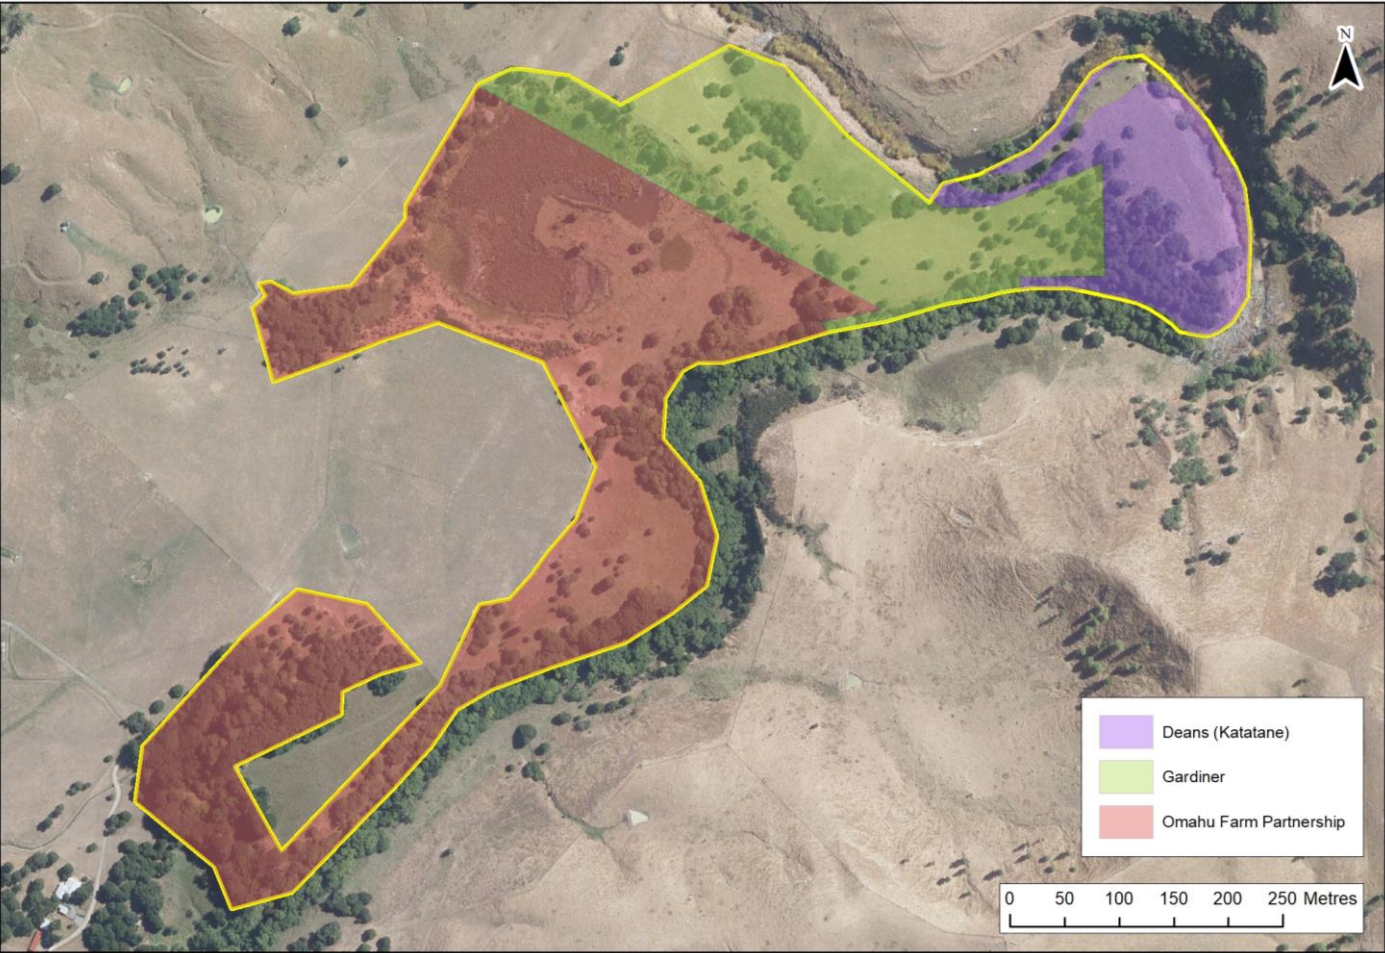 N
Deans (Katatane)
Gardiner
Omahu Farm Partnership
0 50 100 150 200 250 Metres